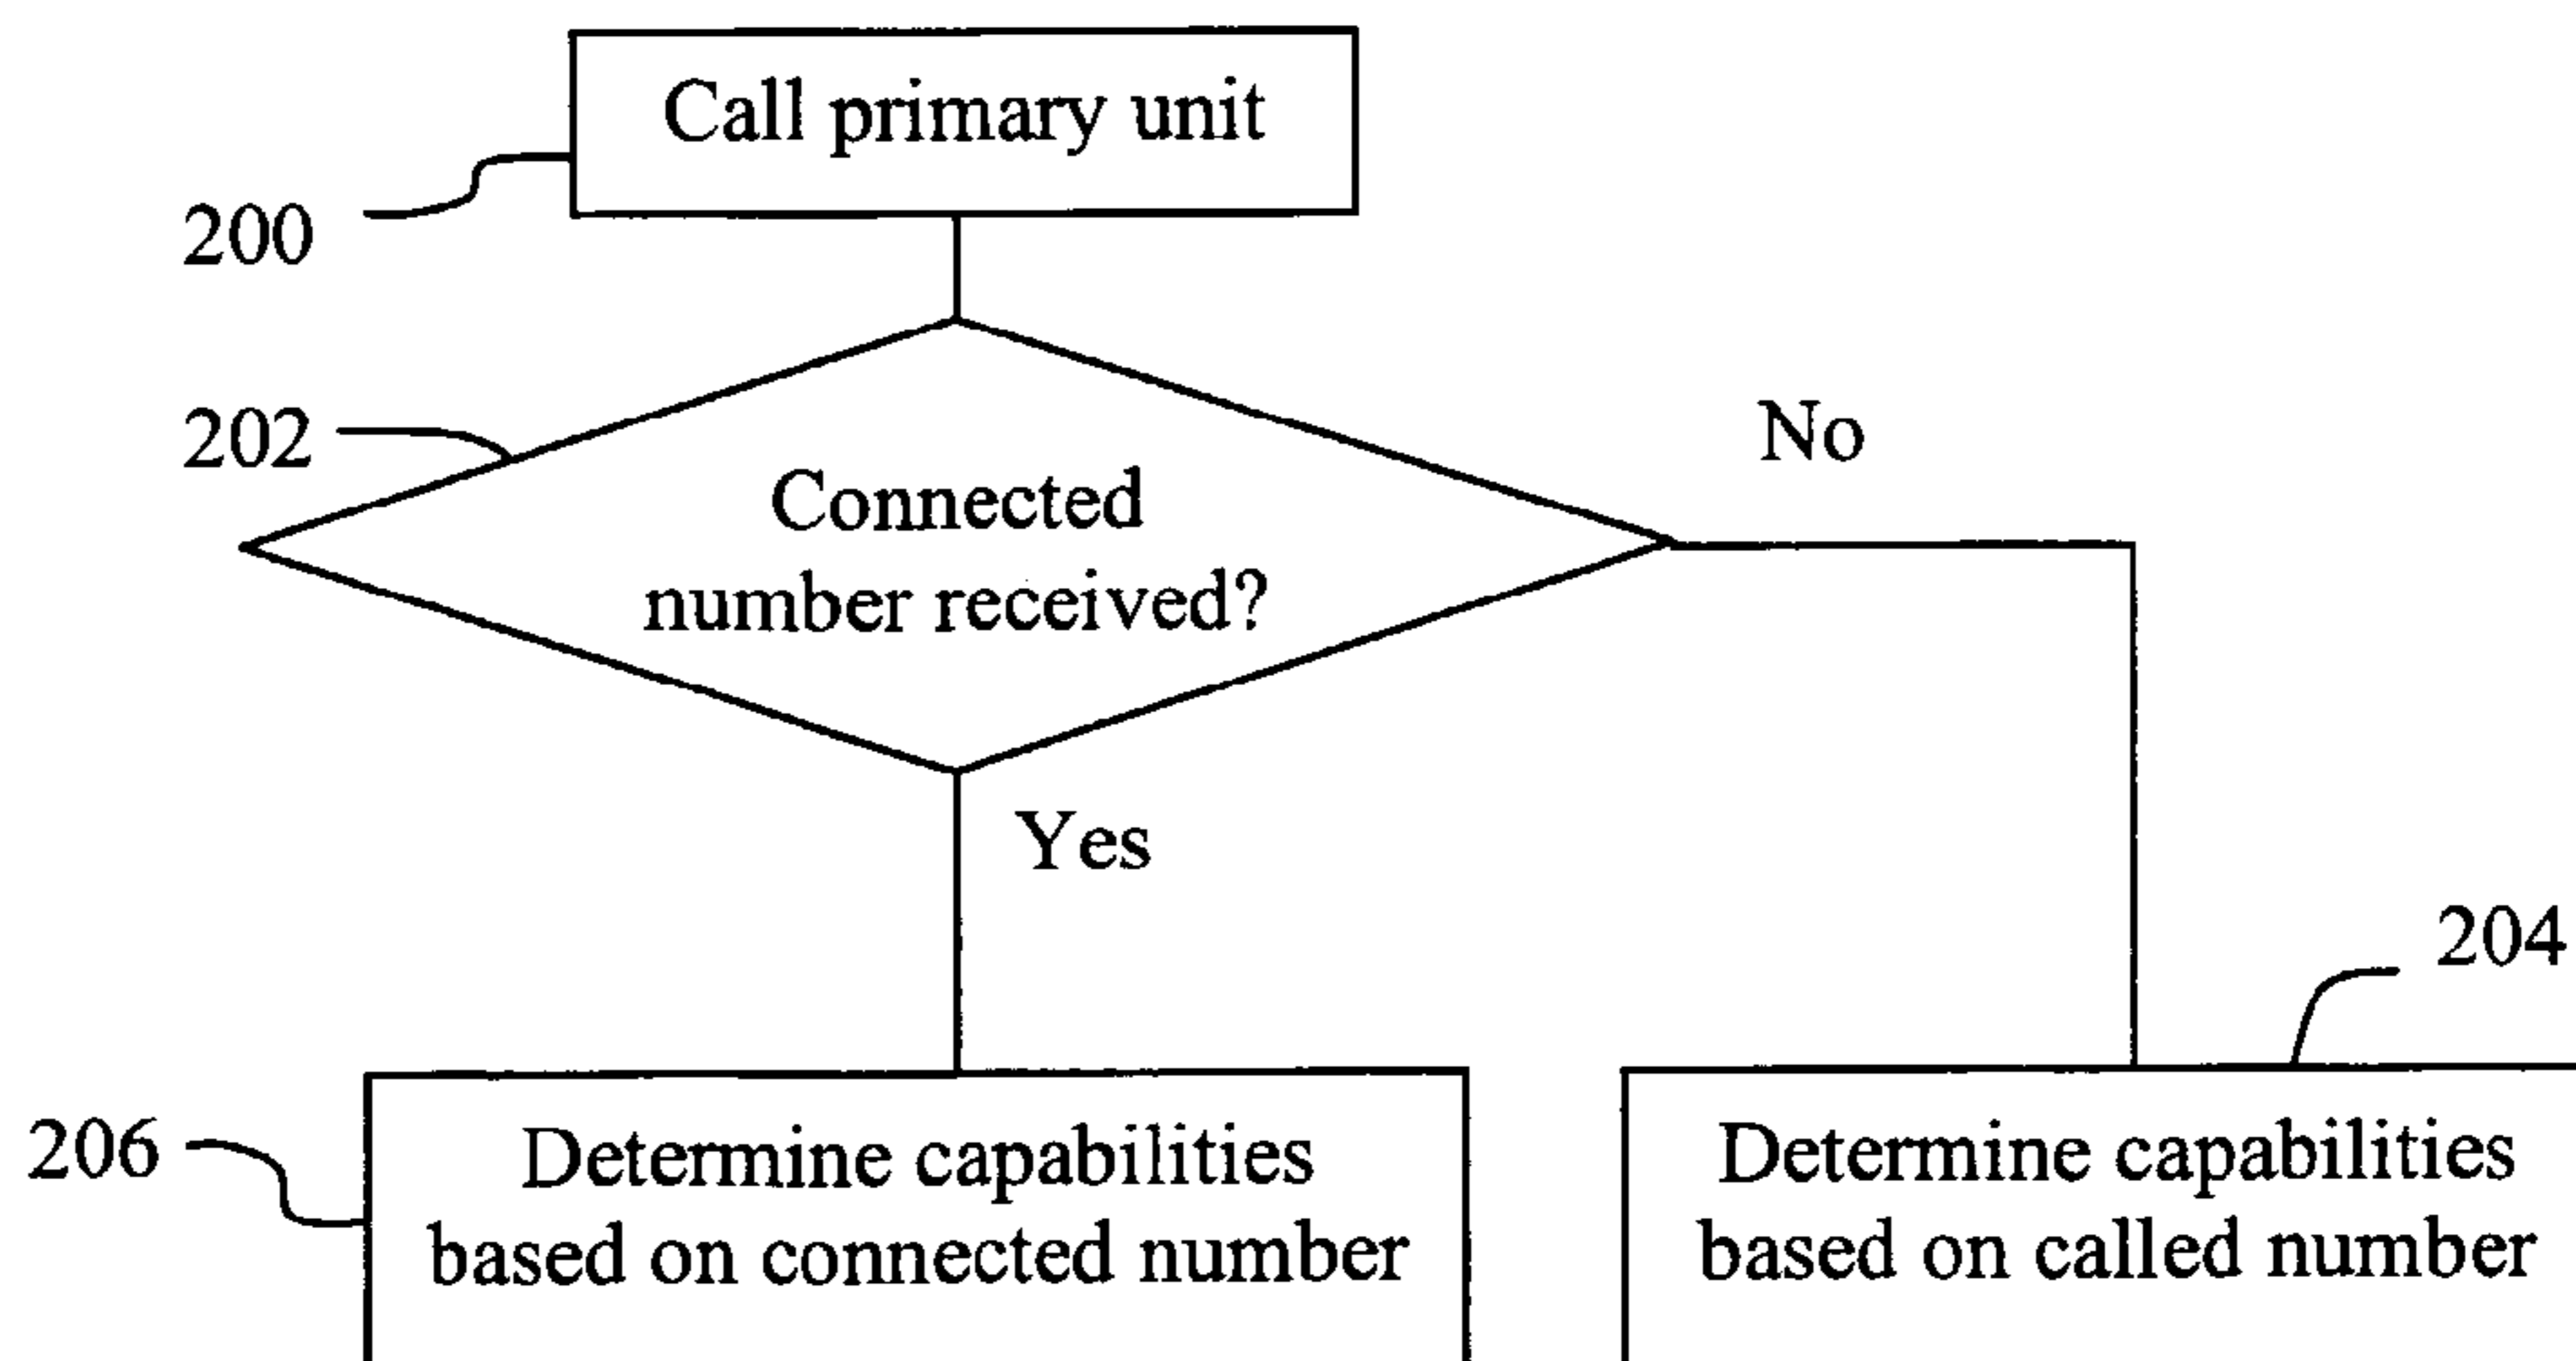 Call primary unit
200
202
No
Connected
number received?
Yes
204
206
Determine capabilities
based on connected number
Determine capabilities
based on called number